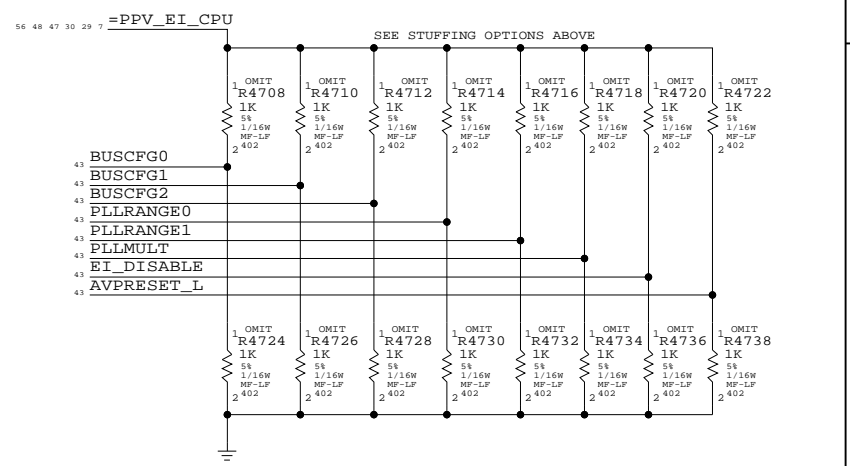 56 48 47 30 29 7 =PPV_EI_CPU
SEE STUFFING OPTIONS ABOVE
1 OMIT 1 OMIT 1 OMIT 1 OMIT 1 OMIT 1 OMIT 1 OMIT 1 OMIT
R4708 R4710 R4712 R4714 R4716 R4718 R4720 R4722
1K 1K 1K 1K 1K 1K 1K 1K
5% 5% 5% 5% 5% 5% 5% 5%
1/16W 1/16W 1/16W 1/16W 1/16W 1/16W 1/16W 1/16W
MF-LF MF-LF MF-LF MF-LF MF-LF MF-LF MF-LF MF-LF
2 402 2 402 2 402 2 402 2 402 2 402 2 402 2 402
43 BUSCFG0
43 BUSCFG1
43 BUSCFG2
43 PLLRANGE0
43 PLLRANGE1
43 PLLMULT
43 EI_DISABLE
43 AVPRESET_L
1 OMIT 1 OMIT 1 OMIT 1 OMIT 1 OMIT 1 OMIT 1 OMIT 1 OMIT
R4724 R4726 R4728 R4730 R4732 R4734 R4736 R4738
1K 1K 1K 1K 1K 1K 1K 1K
5% 5% 5% 5% 5% 5% 5% 5%
1/16W 1/16W 1/16W 1/16W 1/16W 1/16W 1/16W 1/16W
MF-LF MF-LF MF-LF MF-LF MF-LF MF-LF MF-LF MF-LF
2 402 2 402 2 402 2 402 2 402 2 402 2 402 2 402